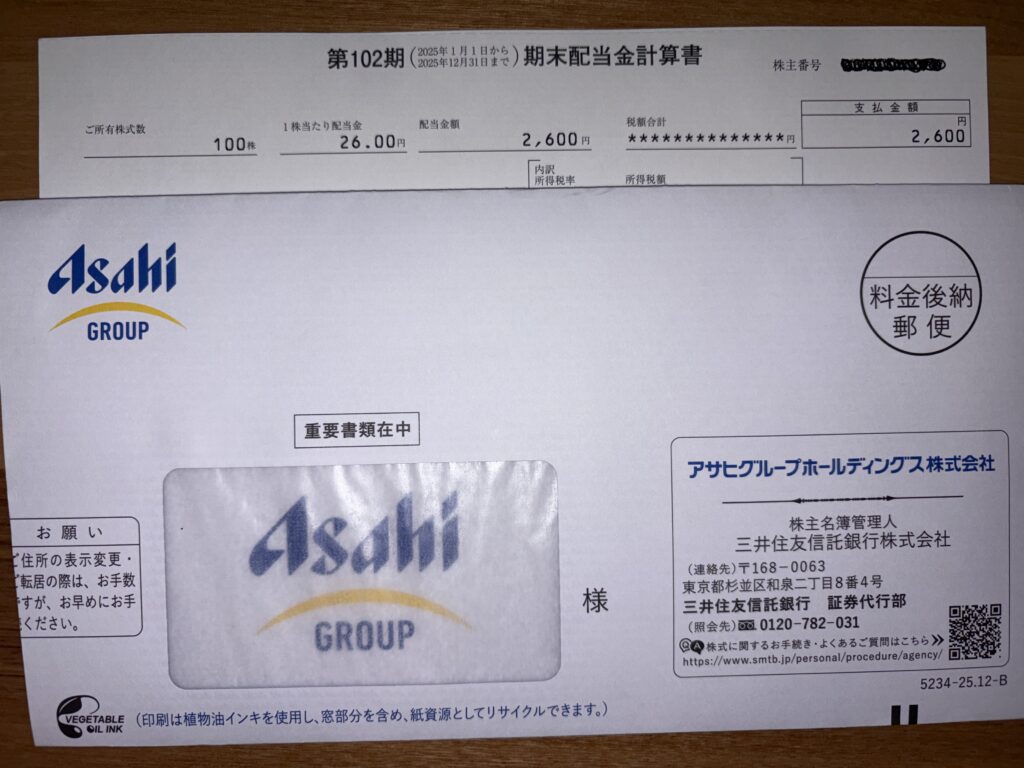 第102期(2025年1月1日から 2025年12月31日まで)期末配当金計算書
株主番号
支払金額
ご所有株式数
1株当たり配当金
配当金額
税額合計
円
100株
26.00円
2,600円
*************円
2,600
内訳
所得税率
所得税額
Asahi
GROUP
料金後納
郵便
重要書類在中
アサヒグループホールディングス株式会社
株主名簿管理人
三井住友信託銀行株式会社
(連絡先)〒168-0063
東京都杉並区和泉二丁目8番4号
三井住友信託銀行 証券代行部
(照会先)0120-782-031
QA株式に関するお手続き・よくあるご質問はこちら
https://www.smtb.jp/personal/procedure/agency/
5234-25.12-B
お願い
ご住所の表示変更・
ご転居の際は、お手数
ですが、お早めにお手
ください。
Asahi
GROUP
様
VEGETABLE
OIL INK
(印刷は植物油インキを使用し、窓部分を含め、紙資源としてリサイクルできます。)